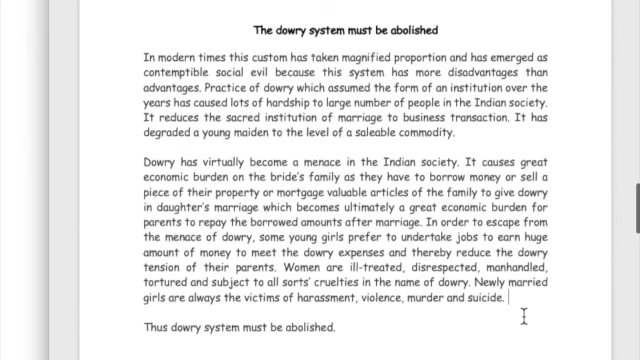 The dowry system must be abolished
In modern times this custom has taken magnified proportion and has emerged as
contemptible social evil because this system has more disadvantages than
advantages. Practice of dowry which assumed the form of an institution over the
years has caused lots of hardship to large number of people in the Indian society.
It reduces the sacred institution of marriage to business transaction. It has
degraded a young maiden to the level of a saleable commodity.
Dowry has virtually become a menace in the Indian society. It causes great
economic burden on the bride's family as they have to borrow money or sell a
piece of their property or mortgage valuable articles of the family to give dowry
in daughter's marriage which becomes ultimately a great economic burden for
parents to repay the borrowed amounts after marriage. In order to escape from
the menace of dowry, some young girls prefer to undertake jobs to earn huge
amount of money to meet the dowry expenses and thereby reduce the dowry
tension of their parents. Women are ill-treated, disrespected, manhandled,
tortured and subject to all sorts' cruelties in the name of dowry. Newly married
girls are always the victims of harassment, violence, murder and suicide.
Thus dowry system must be abolished.